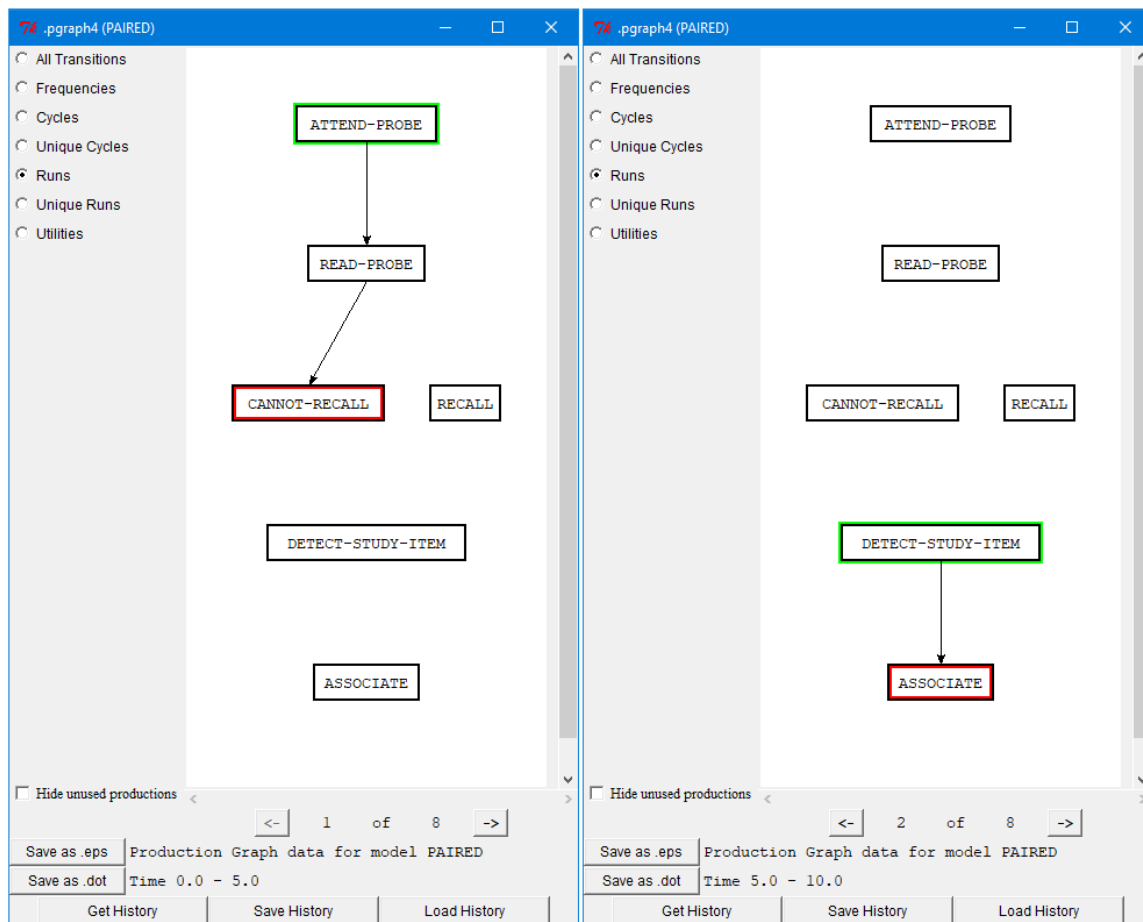 .pgraph4 (PAIRED)
All Transitions
Frequencies
Cycles
Unique Cycles
Runs
Unique Runs
Utilities
ATTEND-PROBE
READ-PROBE
CANNOT-RECALL RECALL
DETECT-STUDY-ITEM
ASSOCIATE
Hide unused productions
<- 1 of 8 ->
Save as .eps Production Graph data for model PAIRED
Save as .dot Time 0.0 - 5.0
Get History Save History Load History
.pgraph4 (PAIRED)
All Transitions
Frequencies
Cycles
Unique Cycles
Runs
Unique Runs
Utilities
ATTEND-PROBE
READ-PROBE
CANNOT-RECALL RECALL
DETECT-STUDY-ITEM
ASSOCIATE
Hide unused productions
<- 2 of 8 ->
Save as .eps Production Graph data for model PAIRED
Save as .dot Time 5.0 - 10.0
Get History Save History Load History